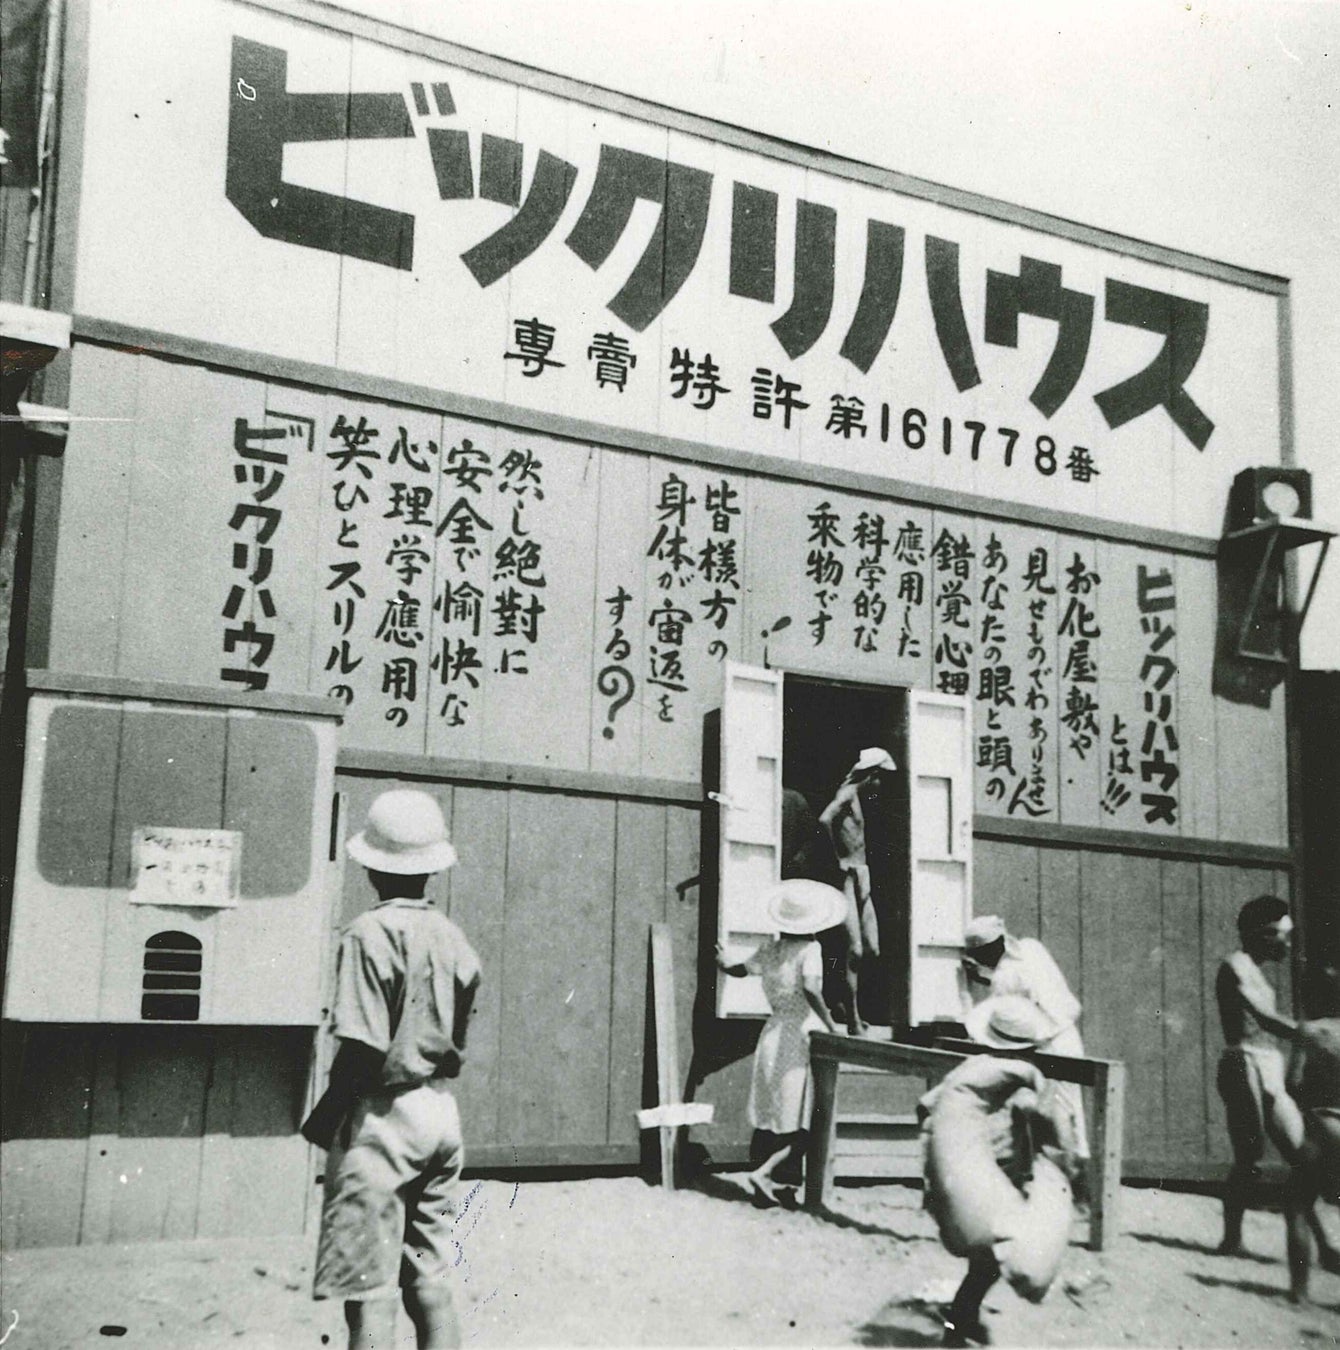 ビックリハウス
専賣特許第161778番
ビックリハウス
とは!!!
お化屋敷や
見せものでわありません
あなたの眼と頭の
錯覚心理
應用した
科学的な
乗物です
!
皆様方の
身体が宙返を
する?
然し絶對に
安全で愉快な
心理学應用の
笑ひとスリルの
「ビックリハウス